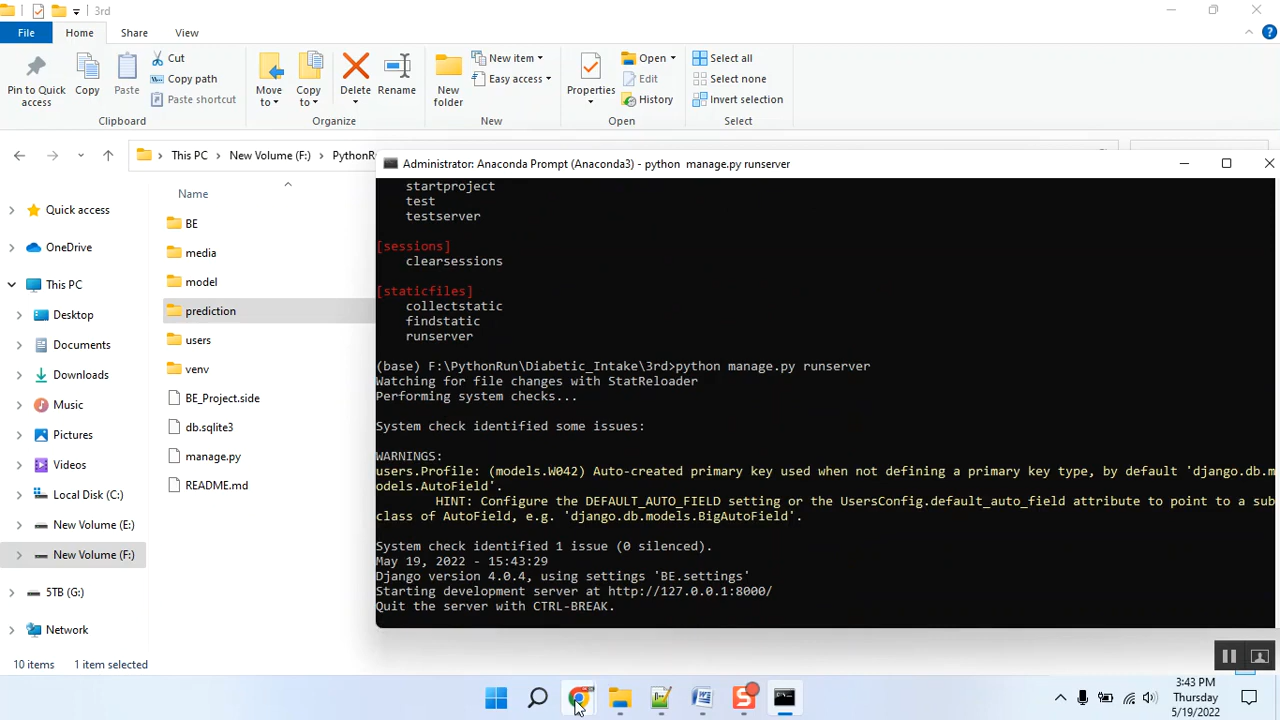 3rd
File Home Share View
Pin to Quick access
Copy
Paste
Cut
Copy path
Paste shortcut
Clipboard
Move to
Copy to
Delete
Rename
Organize
New folder
New item
Easy access
New
Properties
Open
Edit
History
Open
Select all
Select none
Invert selection
Select
This PC > New Volume (F:) > PythonRu
Quick access
OneDrive
This PC
Desktop
Documents
Downloads
Music
Pictures
Videos
Local Disk (C:)
New Volume (E:)
New Volume (F:)
5TB (G:)
Network
Name
BE
media
model
prediction
users
venv
BE_Project.side
db.sqlite3
manage.py
README.md
10 items 1 item selected
Administrator: Anaconda Prompt (Anaconda3) - python manage.py runserver
startproject
test
testserver
[sessions]
clearsessions
[staticfiles]
collectstatic
findstatic
runserver
(base) F:\PythonRun\Diabetic_Intake\3rd>python manage.py runserver
Watching for file changes with StatReloader
Performing system checks...
System check identified some issues:
WARNINGS:
users.Profile: (models.W042) Auto-created primary key used when not defining a primary key type, by default 'django.db.m
odels.AutoField'.
HINT: Configure the DEFAULT_AUTO_FIELD setting or the UsersConfig.default_auto_field attribute to point to a sub
class of AutoField, e.g. 'django.db.models.BigAutoField'.
System check identified 1 issue (0 silenced).
May 19, 2022 - 15:43:29
Django version 4.0.4, using settings 'BE.settings'
Starting development server at http://127.0.0.1:8000/
Quit the server with CTRL-BREAK.
3:43 PM
Thursday
5/19/2022